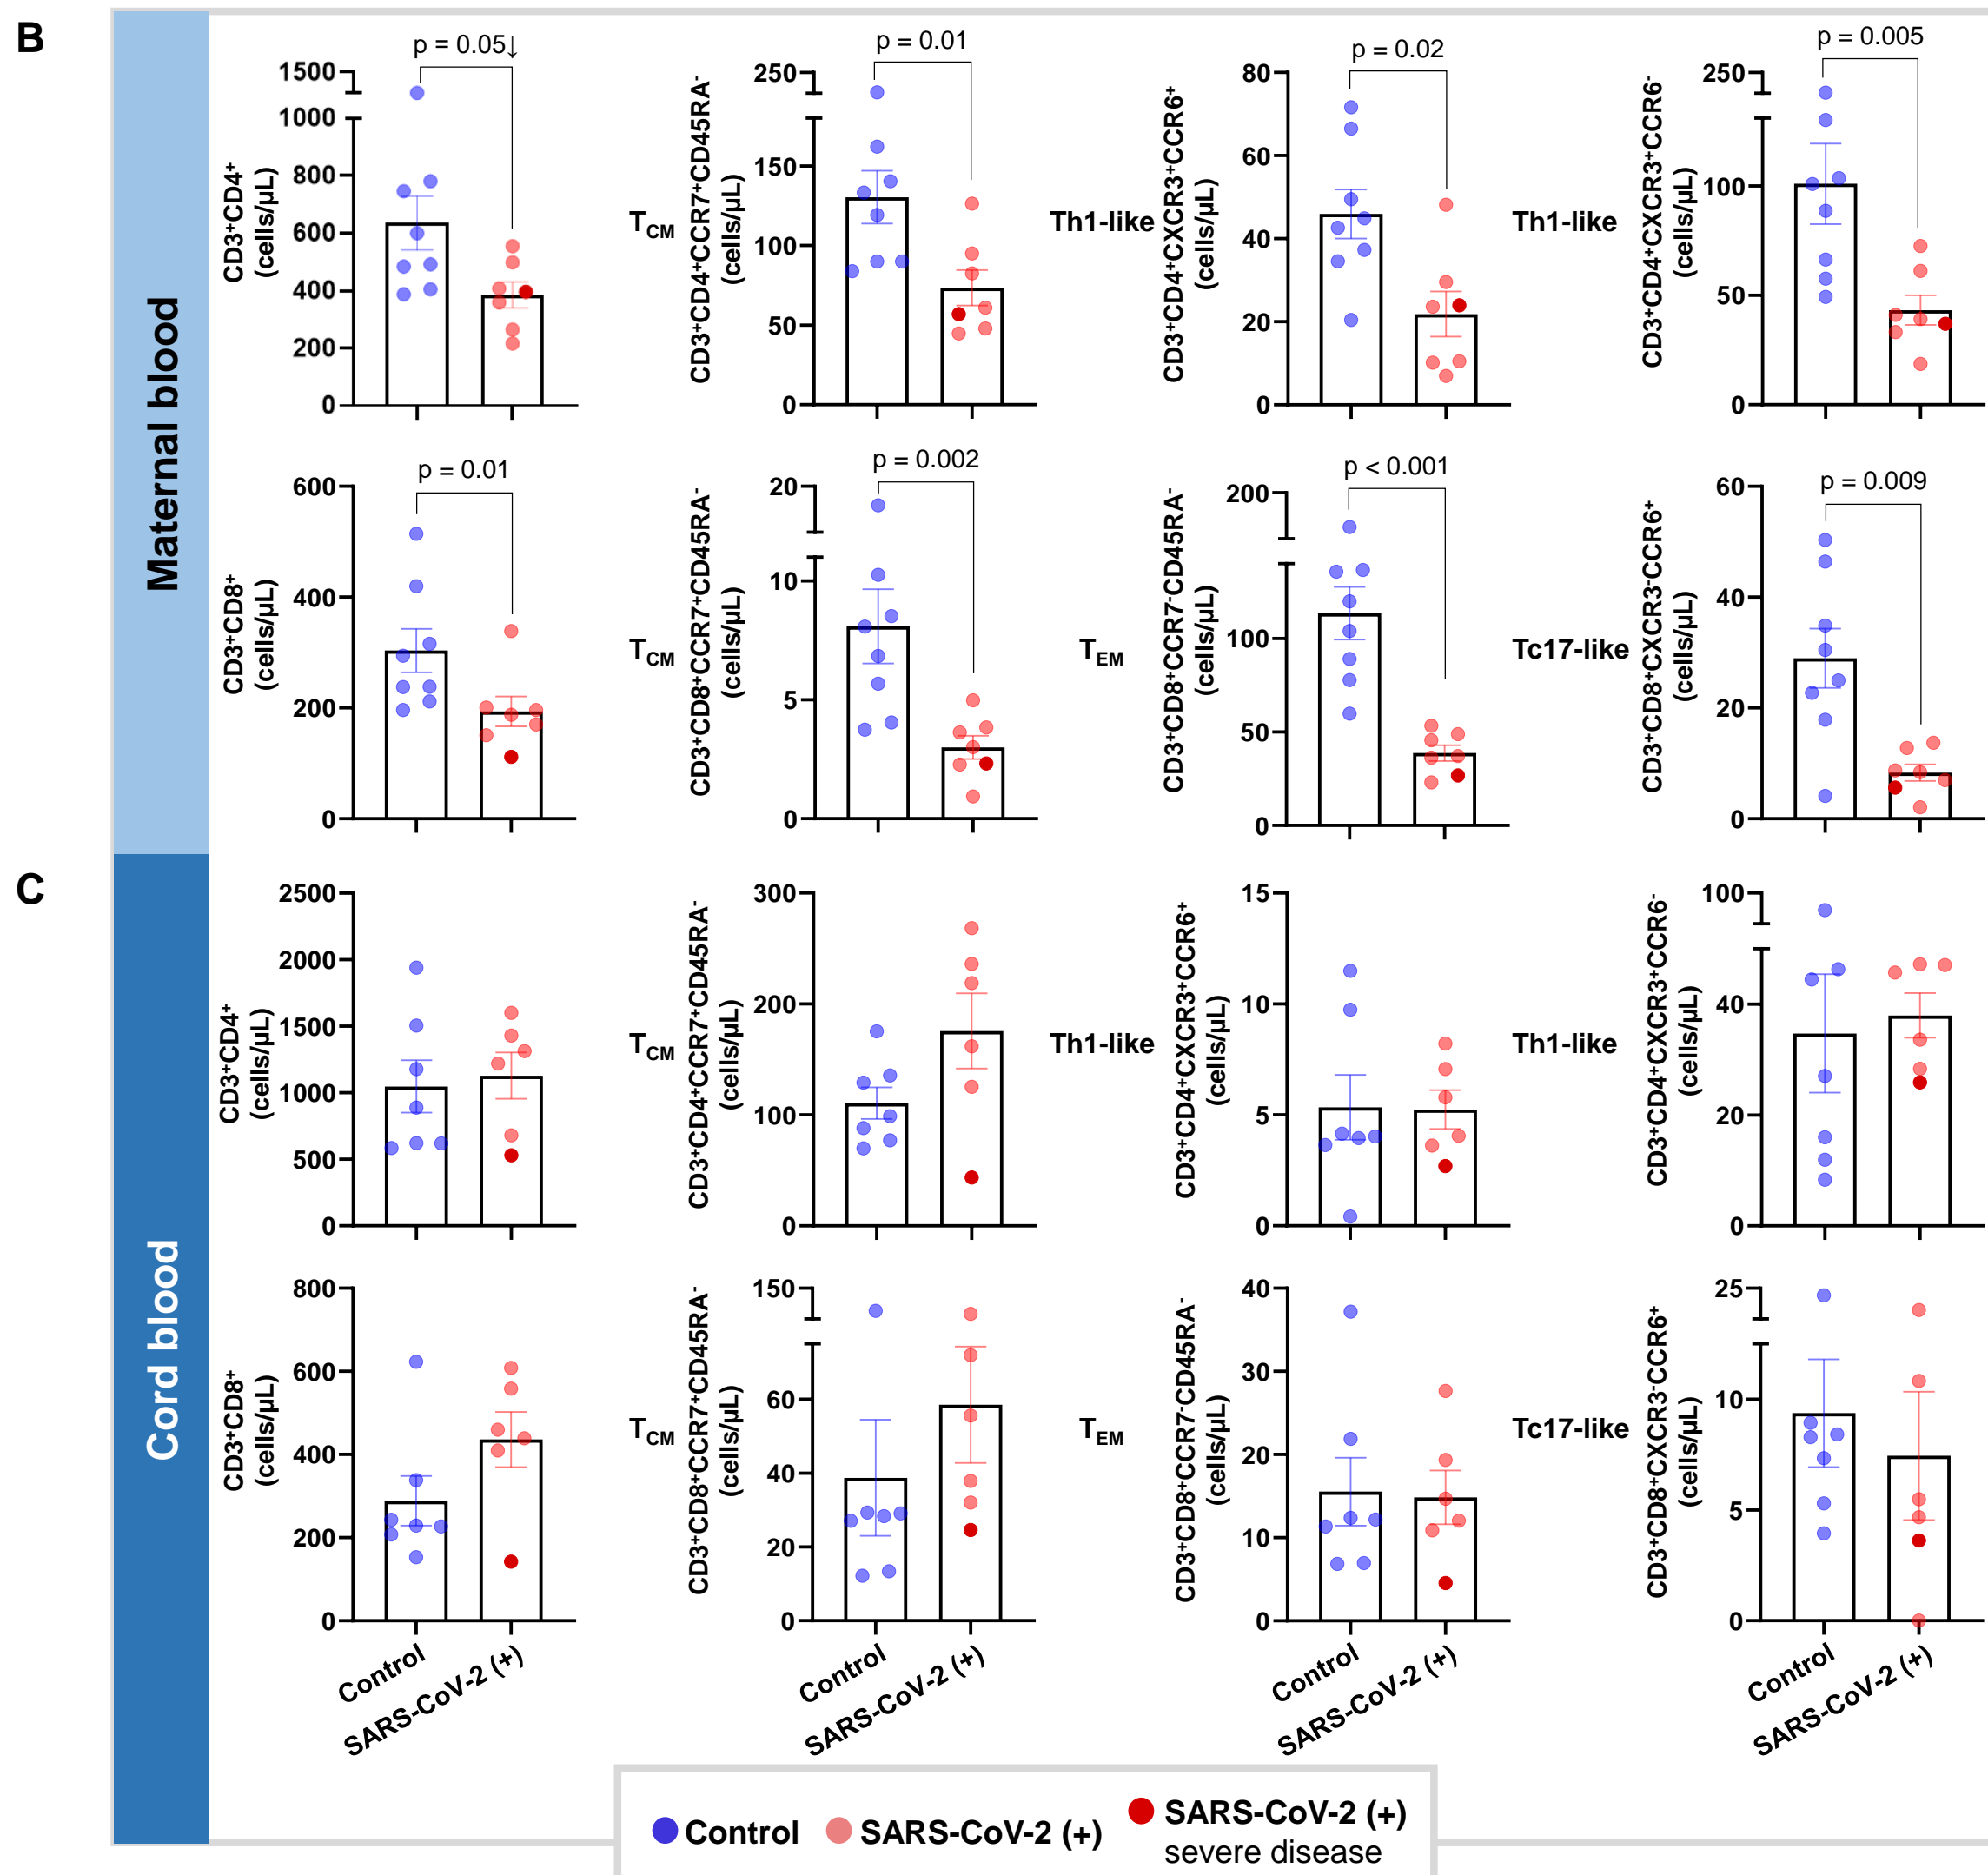 B
Maternal blood
p = 0.05↓
CD3⁺CD4⁺
(cells/µL)
1500
1000
800
600
400
200
0
p = 0.01
T_CM
CD3⁺CD4⁺CCR7⁺CD45RA⁻
(cells/µL)
250
150
100
50
0
p = 0.02
Th1-like
CD3⁺CD4⁺CXCR3⁺CCR6⁺
(cells/µL)
80
60
40
20
0
p = 0.005
Th1-like
CD3⁺CD4⁺CXCR3⁺CCR6⁻
(cells/µL)
250
100
50
0
p = 0.01
CD3⁺CD8⁺
(cells/µL)
600
400
200
0
p = 0.002
T_CM
CD3⁺CD8⁺CCR7⁺CD45RA⁻
(cells/µL)
20
10
5
0
p < 0.001
T_EM
CD3⁺CD8⁺CCR7⁻CD45RA⁻
(cells/µL)
200
100
50
0
p = 0.009
Tc17-like
CD3⁺CD8⁺CXCR3⁻CCR6⁺
(cells/µL)
60
40
20
0
C
Cord blood
CD3⁺CD4⁺
(cells/µL)
2500
2000
1500
1000
500
0
T_CM
CD3⁺CD4⁺CCR7⁺CD45RA⁻
(cells/µL)
300
200
100
0
Th1-like
CD3⁺CD4⁺CXCR3⁺CCR6⁺
(cells/µL)
15
10
5
0
Th1-like
CD3⁺CD4⁺CXCR3⁺CCR6⁻
(cells/µL)
100
40
20
0
CD3⁺CD8⁺
(cells/µL)
800
600
400
200
0
Control
SARS-CoV-2 (+)
T_CM
CD3⁺CD8⁺CCR7⁺CD45RA⁻
(cells/µL)
150
60
40
20
0
Control
SARS-CoV-2 (+)
T_EM
CD3⁺CD8⁺CCR7⁻CD45RA⁻
(cells/µL)
40
30
20
10
0
Control
SARS-CoV-2 (+)
Tc17-like
CD3⁺CD8⁺CXCR3⁻CCR6⁺
(cells/µL)
25
10
5
0
Control
SARS-CoV-2 (+)
Control
SARS-CoV-2 (+)
SARS-CoV-2 (+)
severe disease